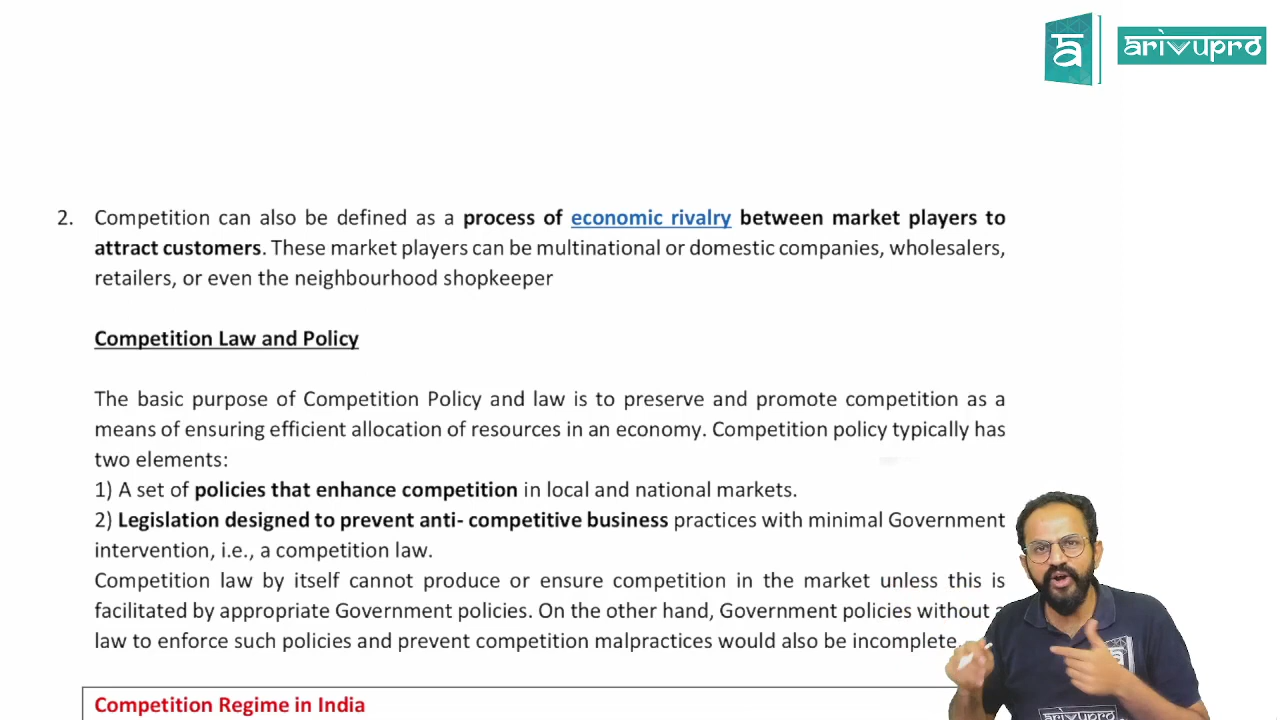 arivupro
2. Competition can also be defined as a process of economic rivalry between market players to
attract customers. These market players can be multinational or domestic companies, wholesalers,
retailers, or even the neighbourhood shopkeeper
Competition Law and Policy
The basic purpose of Competition Policy and law is to preserve and promote competition as a
means of ensuring efficient allocation of resources in an economy. Competition policy typically has
two elements:
1) A set of policies that enhance competition in local and national markets.
2) Legislation designed to prevent anti- competitive business practices with minimal Government
intervention, i.e., a competition law.
Competition law by itself cannot produce or ensure competition in the market unless this is
facilitated by appropriate Government policies. On the other hand, Government policies without
law to enforce such policies and prevent competition malpractices would also be incomplete.
Competition Regime in India
arivupro